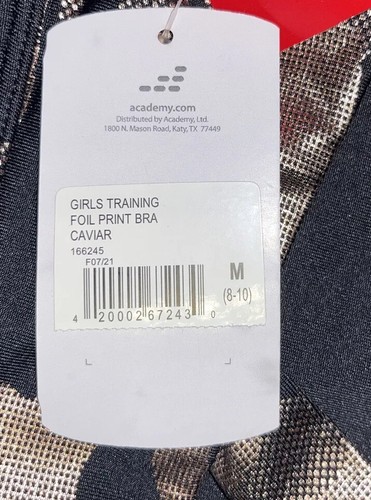 academy.com
Distributed by Academy, Ltd.
1800 N. Mason Road, Katy, TX 77449
GIRLS TRAINING
FOIL PRINT BRA
CAVIAR
166245
F07/21
M
(8-10)
4 20002 67243 0